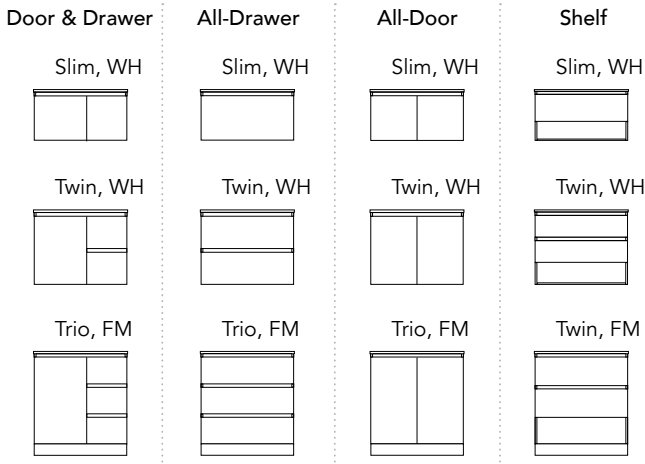 Door & Drawer
All-Drawer
All-Door
Shelf
Slim, WH
Slim, WH
Slim, WH
Slim, WH
Twin, WH
Twin, WH
Twin, WH
Twin, WH
Trio, FM
Trio, FM
Trio, FM
Twin, FM